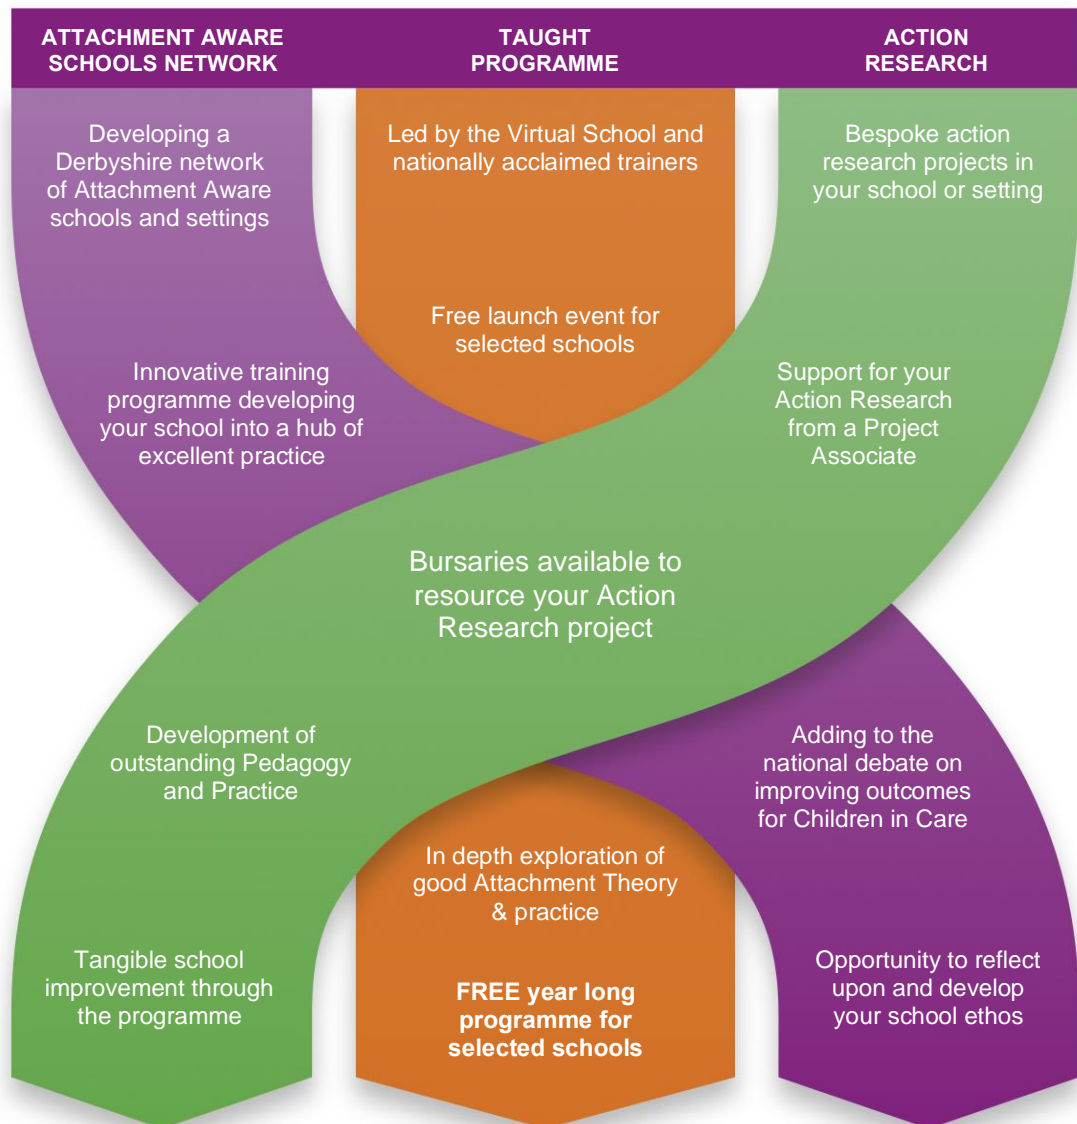 ATTACHMENT AWARE
SCHOOLS NETWORK
TAUGHT
PROGRAMME
ACTION
RESEARCH
Developing a
Derbyshire network
of Attachment Aware
schools and settings
Led by the Virtual School and
nationally acclaimed trainers
Bespoke action
research projects in
your school or setting
Free launch event for
selected schools
Innovative training
programme developing
your school into a hub of
excellent practice
Support for your
Action Research
from a Project
Associate
Bursaries available to
resource your Action
Research project
Development of
outstanding Pedagogy
and Practice
Adding to the
national debate on
improving outcomes
for Children in Care
In depth exploration of
good Attachment Theory
& practice
Tangible school
improvement through
the programme
FREE year long
programme for
selected schools
Opportunity to reflect
upon and develop
your school ethos